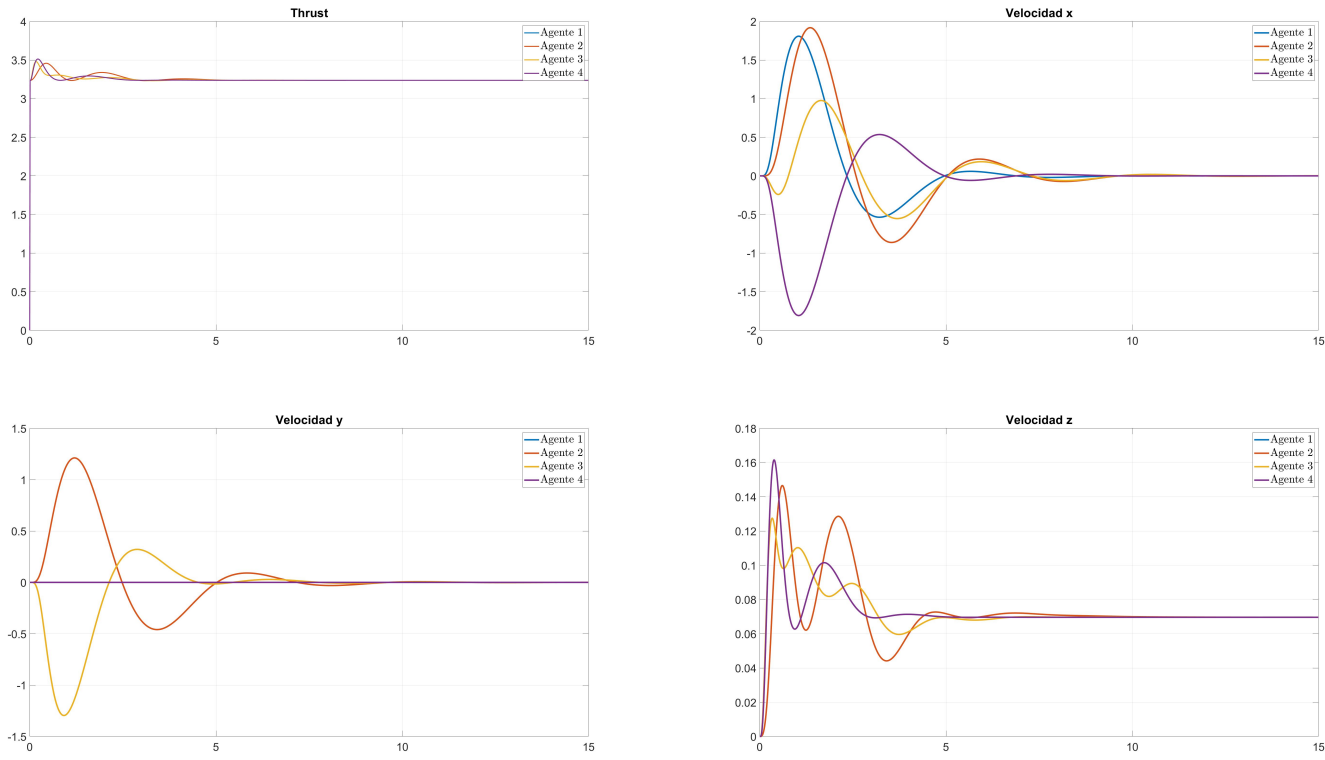 Thrust
4
3.5
3
2.5
2
1.5
1
0.5
0
0
5
10
15
Agente 1
Agente 2
Agente 3
Agente 4
Velocidad x
2
1.5
1
0.5
0
-0.5
-1
-1.5
-2
0
5
10
15
Agente 1
Agente 2
Agente 3
Agente 4
Velocidad y
1.5
1
0.5
0
-0.5
-1
-1.5
0
5
10
15
Agente 1
Agente 2
Agente 3
Agente 4
Velocidad z
0.18
0.16
0.14
0.12
0.1
0.08
0.06
0.04
0.02
0
0
5
10
15
Agente 1
Agente 2
Agente 3
Agente 4